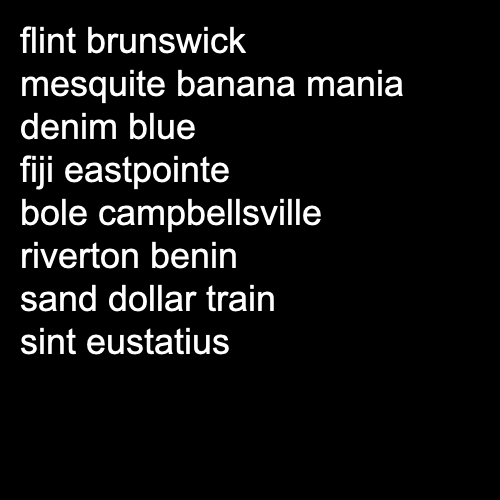 flint brunswick
mesquite banana mania
denim blue
fiji eastpointe
bole campbellsville
riverton benin
sand dollar train
sint eustatius